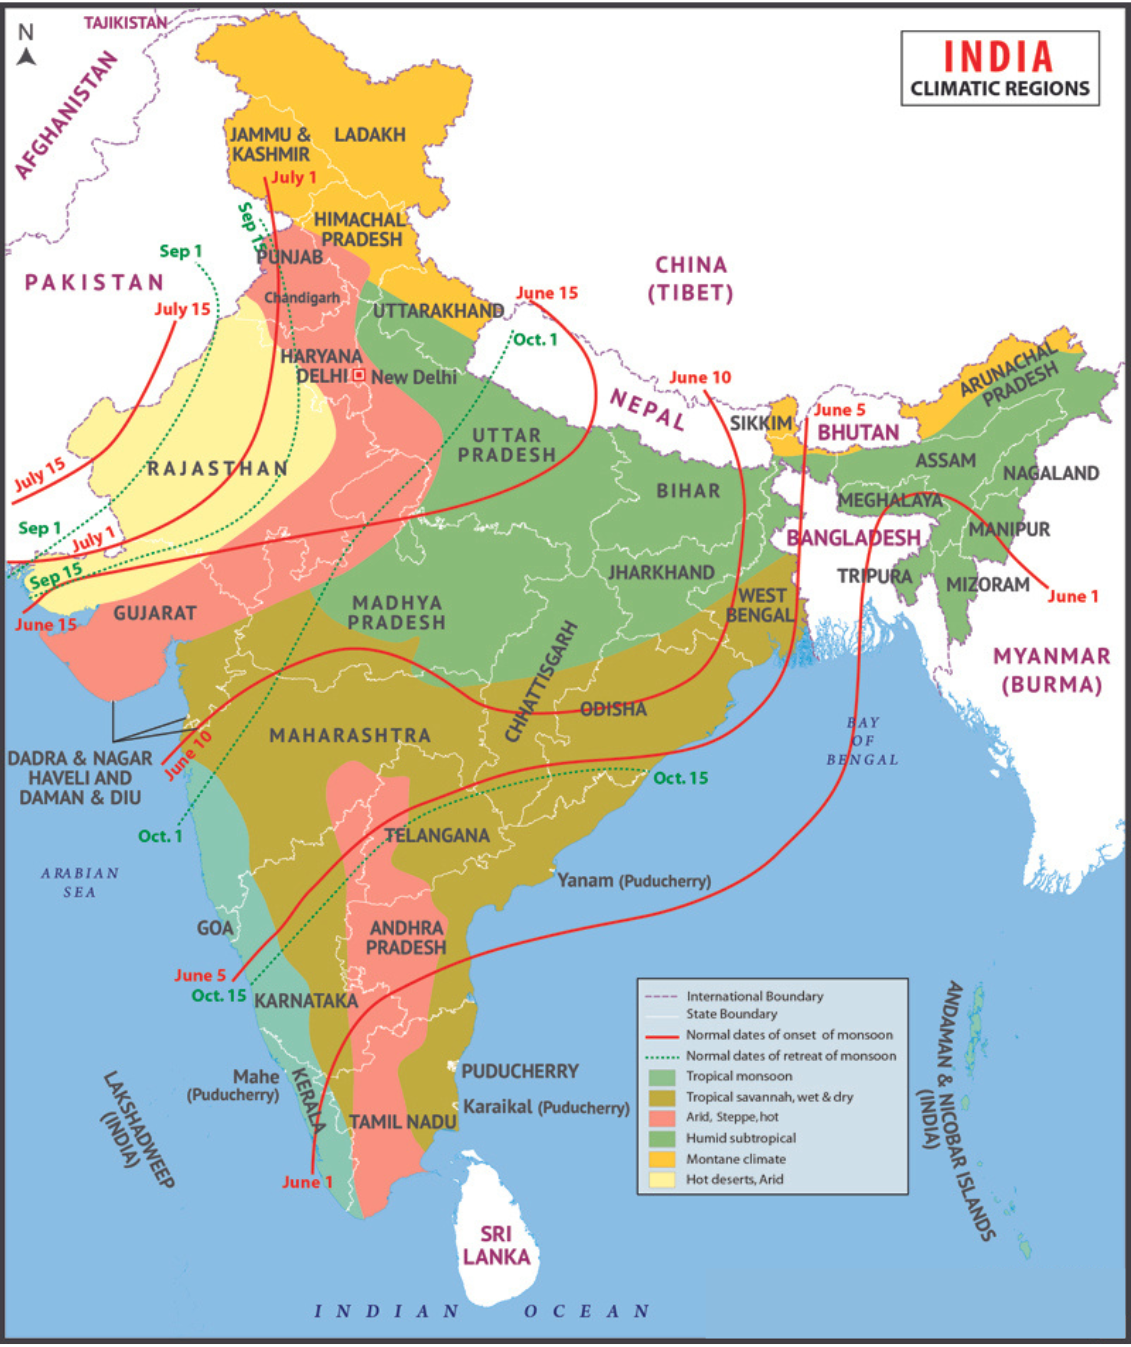 TAJIKISTAN
N
AFGHANISTAN
INDIA
CLIMATIC REGIONS
JAMMU &
KASHMIR
LADAKH
July 1
Sep 15
HIMACHAL
PRADESH
Sep 1
PUNJAB
PAKISTAN
CHINA
(TIBET)
Chandigarh
July 15
UTTARAKHAND
June 15
Oct. 1
HARYANA
DELHI
New Delhi
June 10
NEPAL
SIKKIM
June 5
BHUTAN
ARUNACHAL
PRADESH
RAJASTHAN
UTTAR
PRADESH
ASSAM
NAGALAND
July 15
BIHAR
MEGHALAYA
Sep 1
July 1
BANGLADESH
MANIPUR
Sep 15
JHARKHAND
TRIPURA
MIZORAM
June 15
GUJARAT
MADHYA
PRADESH
WEST
BENGAL
June 1
MYANMAR
(BURMA)
CHHATTISGARH
ODISHA
MAHARASHTRA
BAY
OF
BENGAL
DADRA & NAGAR
HAVELI AND
DAMAN & DIU
June 10
Oct. 15
Oct. 1
TELANGANA
ARABIAN
SEA
Yanam (Puducherry)
GOA
ANDHRA
PRADESH
June 5
Oct. 15
KARNATAKA
International Boundary
State Boundary
Normal dates of onset of monsoon
Normal dates of retreat of monsoon
Tropical monsoon
Tropical savannah, wet & dry
Arid, Steppe, hot
Humid subtropical
Montane climate
Hot deserts, Arid
ANDAMAN & NICOBAR ISLANDS
(INDIA)
Mahe
(Puducherry)
KERALA
PUDUCHERRY
Karaikal (Puducherry)
LAKSHADWEEP
(INDIA)
TAMIL NADU
June 1
SRI
LANKA
INDIAN OCEAN